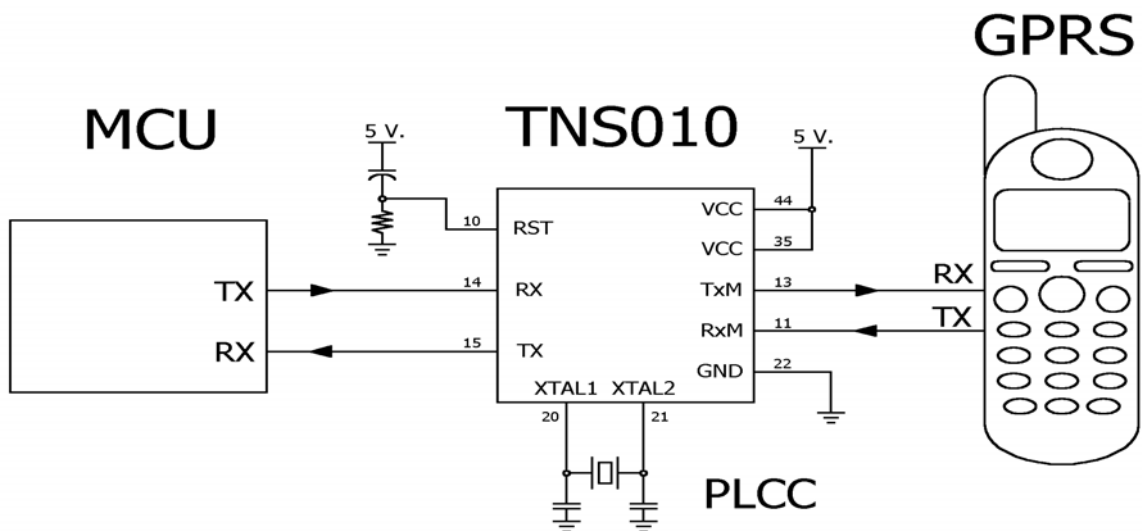 GPRS
MCU
TNS010
5 V.
5 V.
10
RST
VCC
44
VCC
35
TX
14
RX
TxM
13
RX
RX
15
TX
RxM
11
TX
GND
22
XTAL1
XTAL2
20
21
PLCC